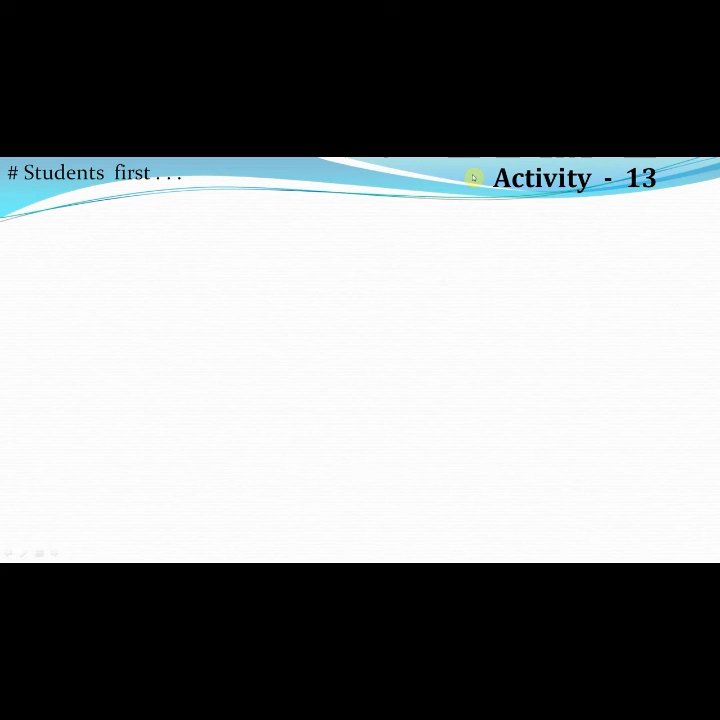 # Students first . . .
Activity - 13